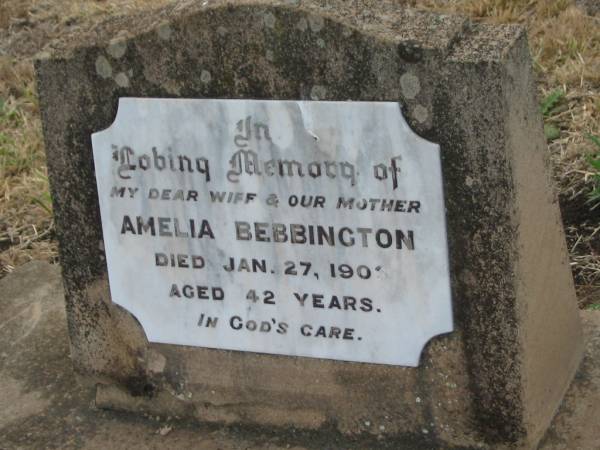 In
Loving Memory of
MY DEAR WIFE & OUR MOTHER
AMELIA BEBBINGTON
DIED JAN. 27,
AGED 42 YEARS.
IN GOD'S CARE.